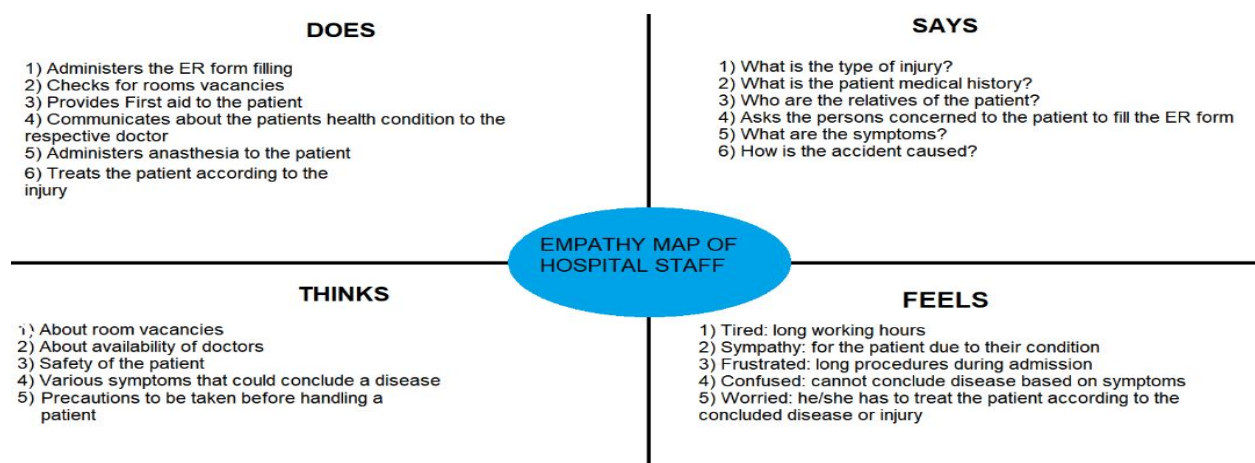 DOES
1) Administers the ER form filling
2) Checks for rooms vacancies
3) Provides First aid to the patient
4) Communicates about the patients health condition to the
respective doctor
5) Administers anasthesia to the patient
6) Treats the patient according to the
injury
SAYS
1) What is the type of injury?
2) What is the patient medical history?
3) Who are the relatives of the patient?
4) Asks the persons concerned to the patient to fill the ER form
5) What are the symptoms?
6) How is the accident caused?
EMPATHY MAP OF
HOSPITAL STAFF
THINKS
1) About room vacancies
2) About availability of doctors
3) Safety of the patient
4) Various symptoms that could conclude a disease
5) Precautions to be taken before handling a
patient
FEELS
1) Tired: long working hours
2) Sympathy: for the patient due to their condition
3) Frustrated: long procedures during admission
4) Confused: cannot conclude disease based on symptoms
5) Worried: he/she has to treat the patient according to the
concluded disease or injury